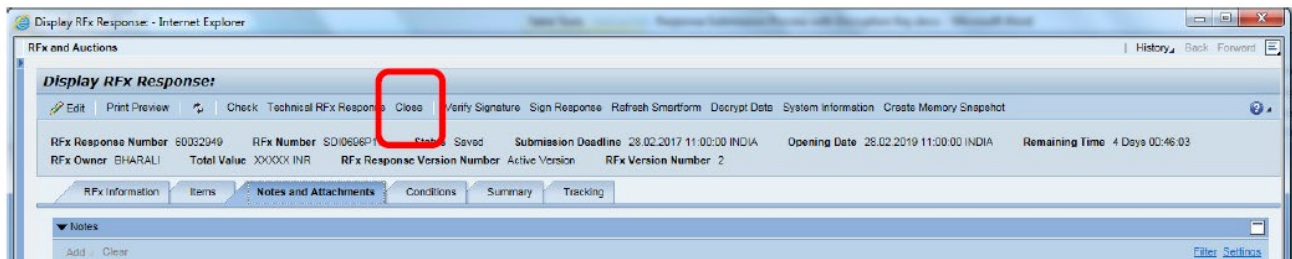 Display RFx Response: - Internet Explorer
RFx and Auctions
History Back Forward
Display RFx Response:
Edit Print Preview Check Technical RFx Response Close Verify Signature Sign Response Refresh Smartform Decrypt Data System Information Create Memory Snapshot
RFx Response Number 60032949 RFx Number SDI0696P1 Status Saved Submission Deadline 28.02.2017 11:00:00 INDIA Opening Date 28.02.2019 11:00:00 INDIA Remaining Time 4 Days 00:46:03
RFx Owner BHARALI Total Value XXXXX INR RFx Response Version Number Active Version RFx Version Number 2
RFx Information Items Notes and Attachments Conditions Summary Tracking
Notes
Add Clear Filter Settings